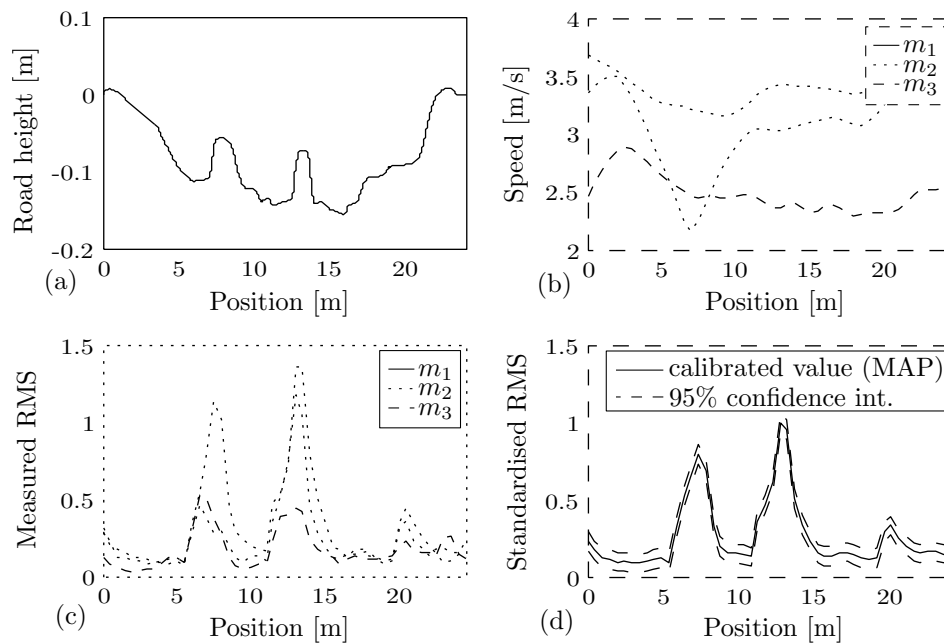 0.1
0
-0.1
-0.2
Road height [m]
0 5 10 15 20
Position [m]
(a)
4
3.5
3
2.5
2
Speed [m/s]
m1
m2
m3
0 5 10 15 20
Position [m]
(b)
1.5
1
0.5
0
Measured RMS
m1
m2
m3
0 5 10 15 20
Position [m]
(c)
1.5
1
0.5
0
Standardised RMS
calibrated value (MAP)
95% confidence int.
0 5 10 15 20
Position [m]
(d)